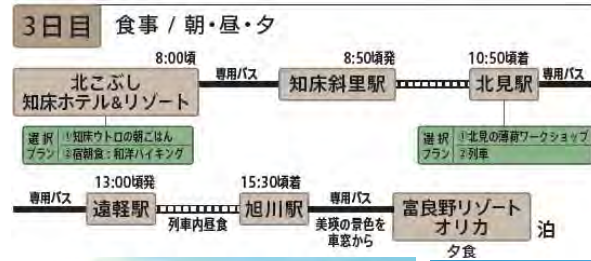 3日目 食事 / 朝・昼・夕
8:00頃 8:50頃発 10:50頃着
北こぶし
知床ホテル&リゾート
専用バス
知床斜里駅
北見駅
専用バス
選択
プラン
①知床ウトロの朝ごはん
②宿朝食:和洋バイキング
選択
プラン
①北見の薄荷ワークショップ
②列車
13:00頃発 15:30頃着
専用バス
遠軽駅
列車内昼食
旭川駅
専用バス
美瑛の景色を
車窓から
富良野リゾート
オリカ
泊
夕食